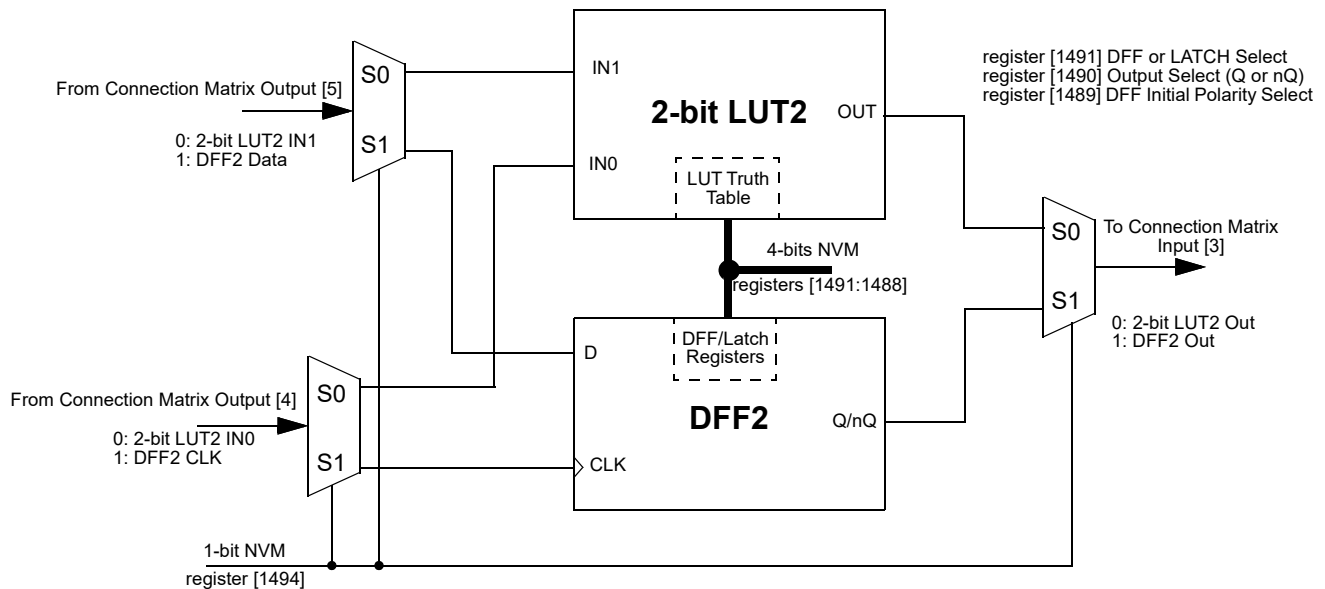 From Connection Matrix Output [5]
0: 2-bit LUT2 IN1
1: DFF2 Data
S0
S1
IN1
IN0
2-bit LUT2
OUT
LUT Truth
Table
register [1491] DFF or LATCH Select
register [1490] Output Select (Q or nQ)
register [1489] DFF Initial Polarity Select
4-bits NVM
registers [1491:1488]
S0
S1
To Connection Matrix
Input [3]
0: 2-bit LUT2 Out
1: DFF2 Out
DFF/Latch
Registers
D
DFF2
Q/nQ
CLK
From Connection Matrix Output [4]
0: 2-bit LUT2 IN0
1: DFF2 CLK
S0
S1
1-bit NVM
register [1494]